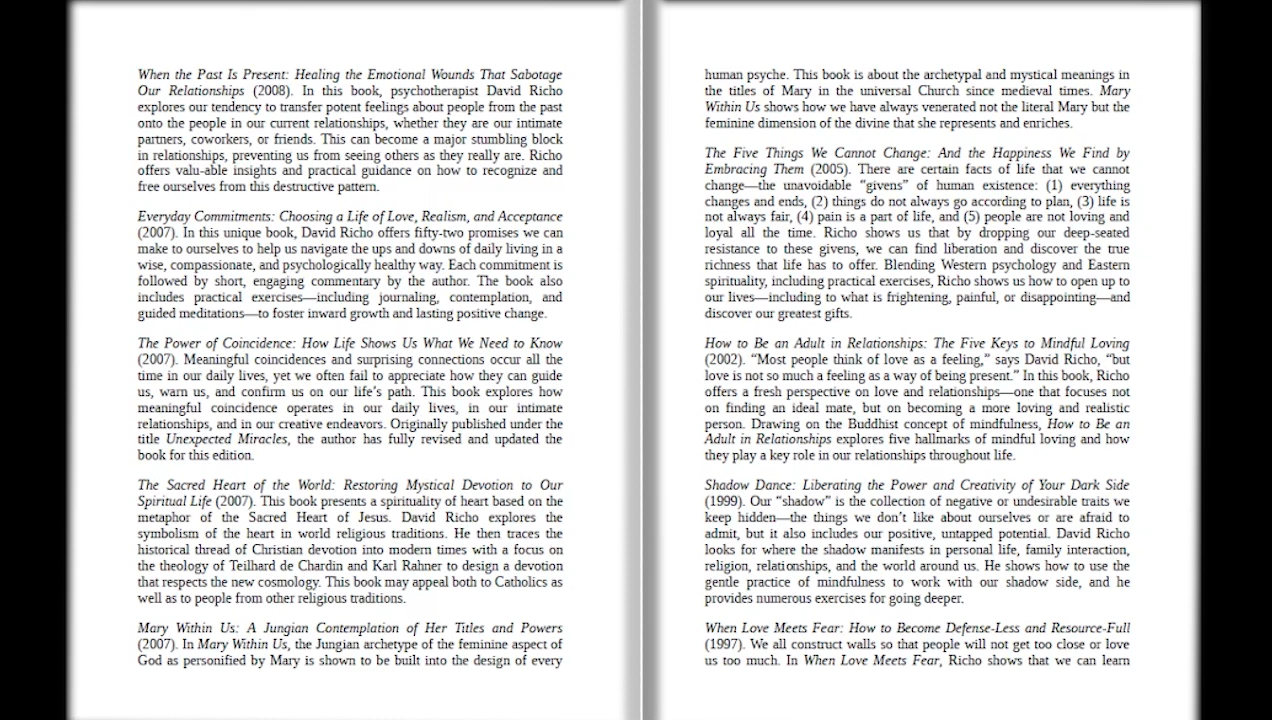 When the Past Is Present: Healing the Emotional Wounds That Sabotage
Our Relationships (2008). In this book, psychotherapist David Richo
explores our tendency to transfer potent feelings about people from the past
onto the people in our current relationships, whether they are our intimate
partners, coworkers, or friends. This can become a major stumbling block
in relationships, preventing us from seeing others as they really are. Richo
offers valu-able insights and practical guidance on how to recognize and
free ourselves from this destructive pattern.
Everyday Commitments: Choosing a Life of Love, Realism, and Acceptance
(2007). In this unique book, David Richo offers fifty-two promises we can
make to ourselves to help us navigate the ups and downs of daily living in a
wise, compassionate, and psychologically healthy way. Each commitment is
followed by short, engaging commentary by the author. The book also
includes practical exercises—including journaling, contemplation, and
guided meditations—to foster inward growth and lasting positive change.
The Power of Coincidence: How Life Shows Us What We Need to Know
(2007). Meaningful coincidences and surprising connections occur all the
time in our daily lives, yet we often fail to appreciate how they can guide
us, warn us, and confirm us on our life’s path. This book explores how
meaningful coincidence operates in our daily lives, in our intimate
relationships, and in our creative endeavors. Originally published under the
title Unexpected Miracles, the author has fully revised and updated the
book for this edition.
The Sacred Heart of the World: Restoring Mystical Devotion to Our
Spiritual Life (2007). This book presents a spirituality of heart based on the
metaphor of the Sacred Heart of Jesus. David Richo explores the
symbolism of the heart in world religious traditions. He then traces the
historical thread of Christian devotion into modern times with a focus on
the theology of Teilhard de Chardin and Karl Rahner to design a devotion
that respects the new cosmology. This book may appeal both to Catholics as
well as to people from other religious traditions.
Mary Within Us: A Jungian Contemplation of Her Titles and Powers
(2007). In Mary Within Us, the Jungian archetype of the feminine aspect of
God as personified by Mary is shown to be built into the design of every
human psyche. This book is about the archetypal and mystical meanings in
the titles of Mary in the universal Church since medieval times. Mary
Within Us shows how we have always venerated not the literal Mary but the
feminine dimension of the divine that she represents and enriches.
The Five Things We Cannot Change: And the Happiness We Find by
Embracing Them (2005). There are certain facts of life that we cannot
change—the unavoidable “givens” of human existence: (1) everything
changes and ends, (2) things do not always go according to plan, (3) life is
not always fair, (4) pain is a part of life, and (5) people are not loving and
loyal all the time. Richo shows us that by dropping our deep-seated
resistance to these givens, we can find liberation and discover the true
richness that life has to offer. Blending Western psychology and Eastern
spirituality, including practical exercises, Richo shows us how to open up to
our lives—including to what is frightening, painful, or disappointing—and
discover our greatest gifts.
How to Be an Adult in Relationships: The Five Keys to Mindful Loving
(2002). “Most people think of love as a feeling,” says David Richo, “but
love is not so much a feeling as a way of being present.” In this book, Richo
offers a fresh perspective on love and relationships—one that focuses not
on finding an ideal mate, but on becoming a more loving and realistic
person. Drawing on the Buddhist concept of mindfulness, How to Be an
Adult in Relationships explores five hallmarks of mindful loving and how
they play a key role in our relationships throughout life.
Shadow Dance: Liberating the Power and Creativity of Your Dark Side
(1999). Our “shadow” is the collection of negative or undesirable traits we
keep hidden—the things we don’t like about ourselves or are afraid to
admit, but it also includes our positive, untapped potential. David Richo
looks for where the shadow manifests in personal life, family interaction,
religion, relationships, and the world around us. He shows how to use the
gentle practice of mindfulness to work with our shadow side, and he
provides numerous exercises for going deeper.
When Love Meets Fear: How to Become Defense-Less and Resource-Full
(1997). We all construct walls so that people will not get too close or love
us too much. In When Love Meets Fear, Richo shows that we can learn